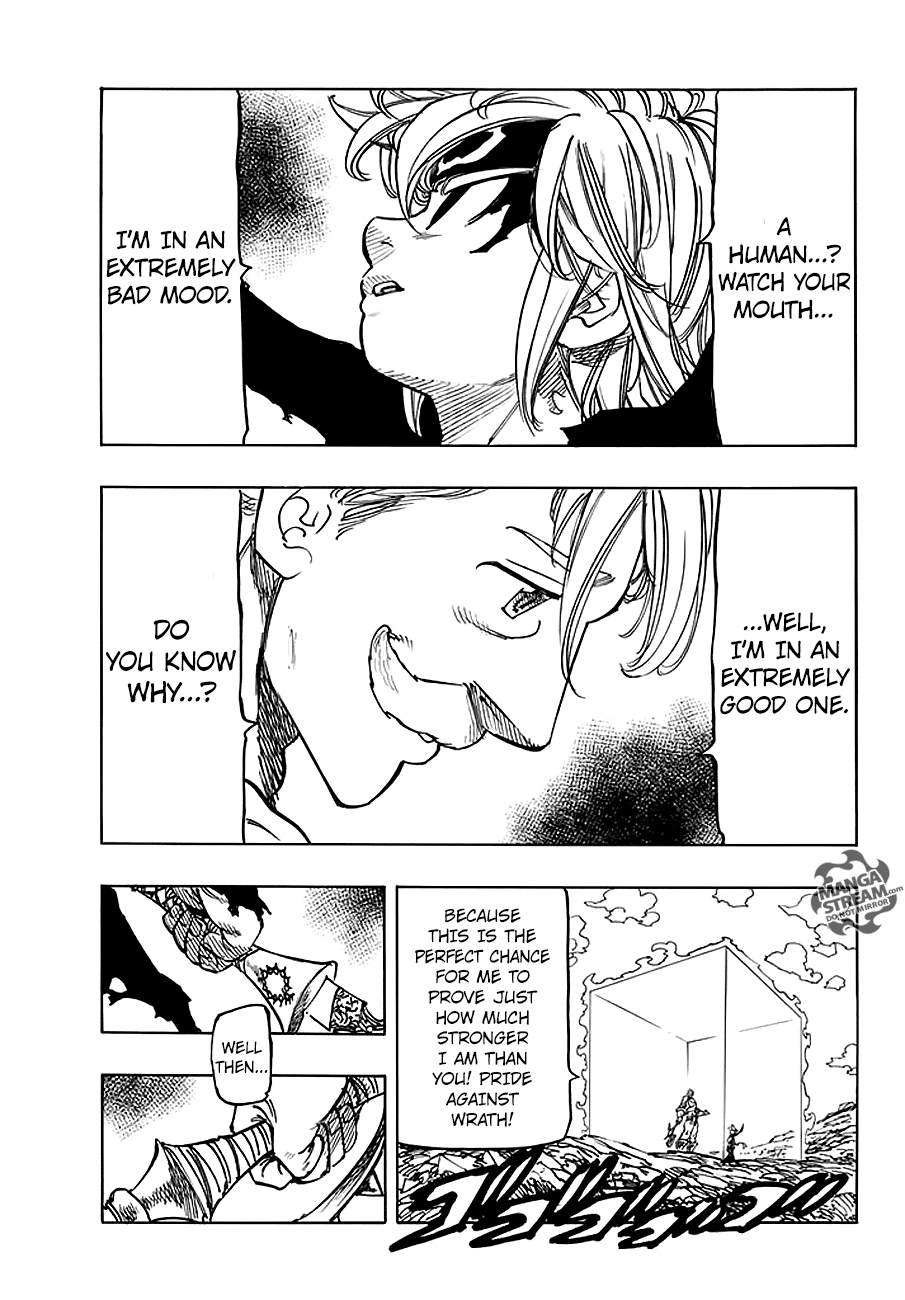 A
HUMAN...?
WATCH YOUR
MOUTH...
I'M IN AN
EXTREMELY
BAD MOOD.
...WELL,
I'M IN AN
EXTREMELY
GOOD ONE.
DO
YOU KNOW
WHY...?
BECAUSE
THIS IS THE
PERFECT CHANCE
FOR ME TO
PROVE JUST
HOW MUCH
STRONGER
I AM THAN
YOU! PRIDE
AGAINST
WRATH!
MANGA
STREAM.com
DO NOT MIRROR
WELL
THEN...